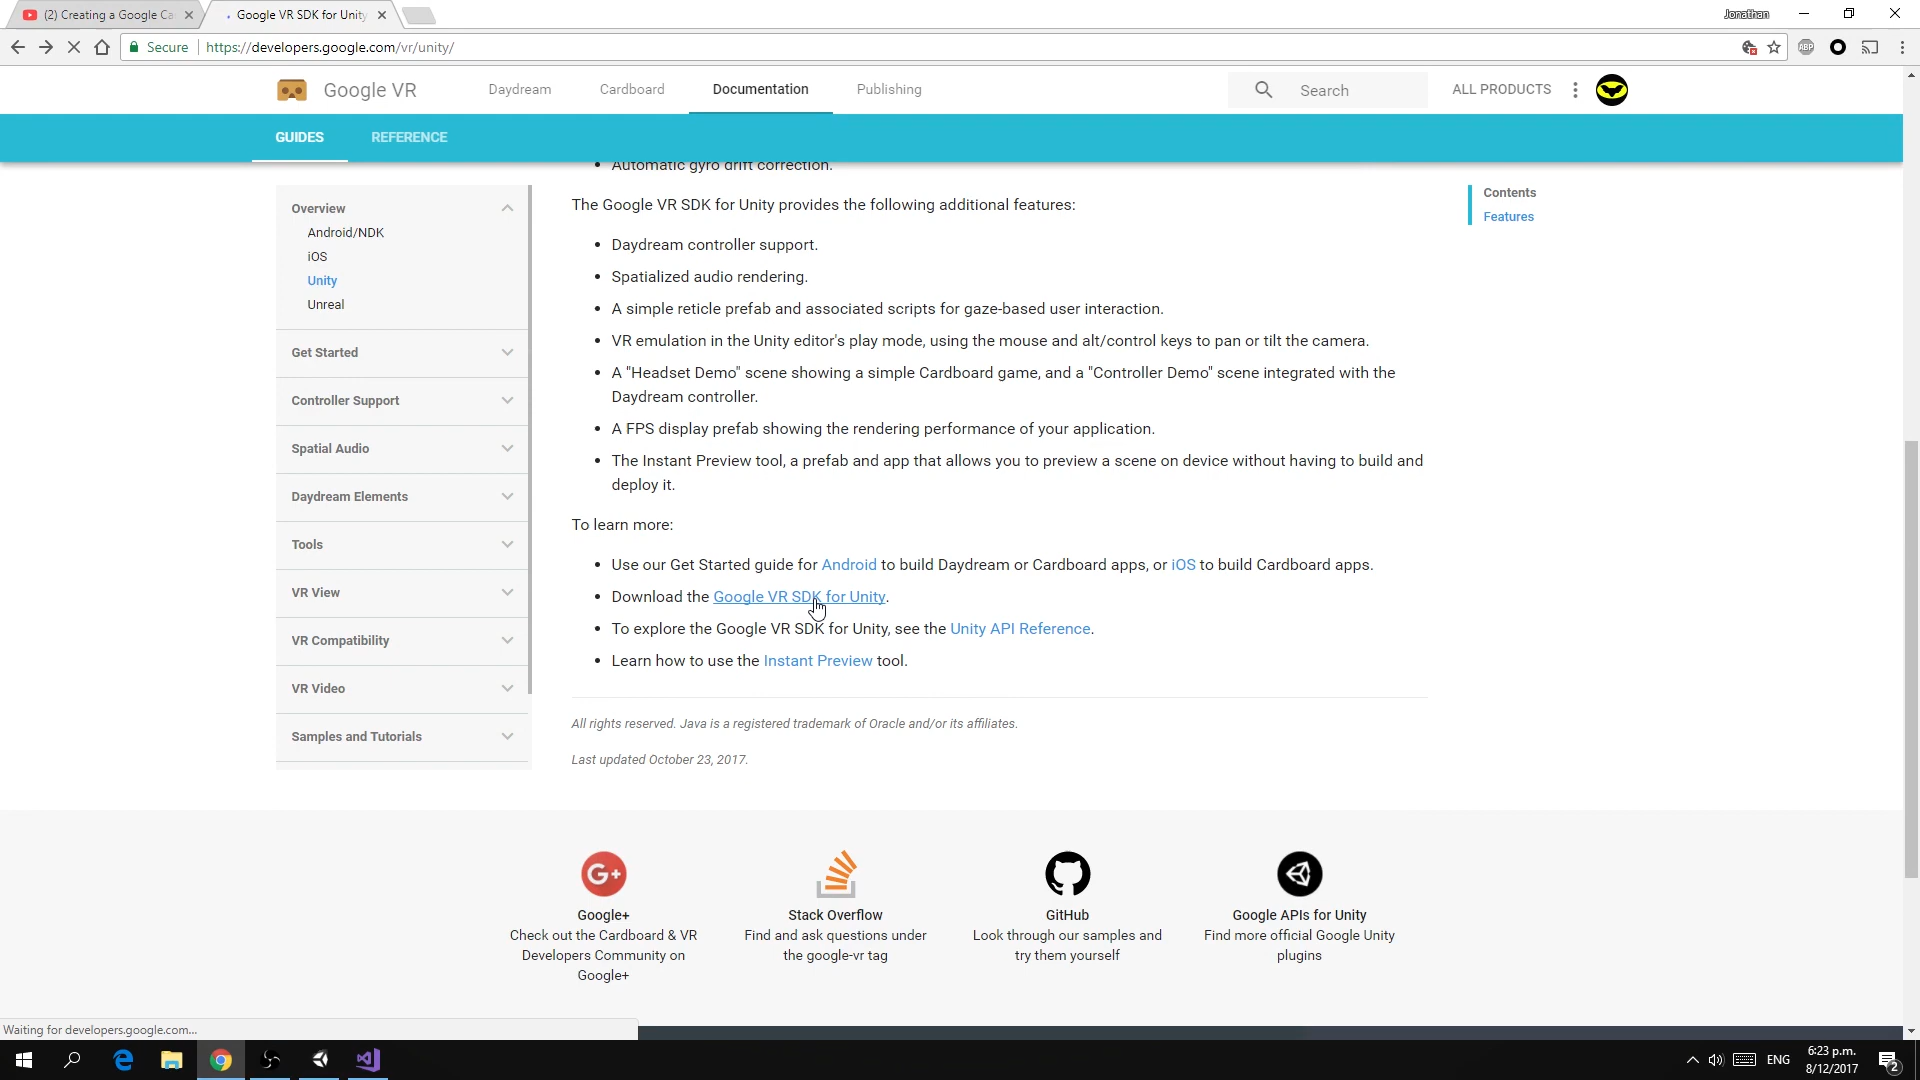 (2) Creating a Google Ca
Google VR SDK for Unity
Jonathan
Secure
https://developers.google.com/vr/unity/
ABP
Google VR
Daydream
Cardboard
Documentation
Publishing
Search
ALL PRODUCTS
GUIDES
REFERENCE
Overview
Android/NDK
iOS
Unity
Unreal
Get Started
Controller Support
Spatial Audio
Daydream Elements
Tools
VR View
VR Compatibility
VR Video
Samples and Tutorials
Automatic gyro drift correction.
The Google VR SDK for Unity provides the following additional features:
Daydream controller support.
Spatialized audio rendering.
A simple reticle prefab and associated scripts for gaze-based user interaction.
VR emulation in the Unity editor's play mode, using the mouse and alt/control keys to pan or tilt the camera.
A "Headset Demo" scene showing a simple Cardboard game, and a "Controller Demo" scene integrated with the
Daydream controller.
A FPS display prefab showing the rendering performance of your application.
The Instant Preview tool, a prefab and app that allows you to preview a scene on device without having to build and
deploy it.
To learn more:
Use our Get Started guide for Android to build Daydream or Cardboard apps, or iOS to build Cardboard apps.
Download the Google VR SDK for Unity.
To explore the Google VR SDK for Unity, see the Unity API Reference.
Learn how to use the Instant Preview tool.
All rights reserved. Java is a registered trademark of Oracle and/or its affiliates.
Last updated October 23, 2017.
Contents
Features
G+
Google+
Check out the Cardboard & VR
Developers Community on
Google+
Stack Overflow
Find and ask questions under
the google-vr tag
GitHub
Look through our samples and
try them yourself
Google APIs for Unity
Find more official Google Unity
plugins
Waiting for developers.google.com...
ENG
6:23 p.m.
8/12/2017
2